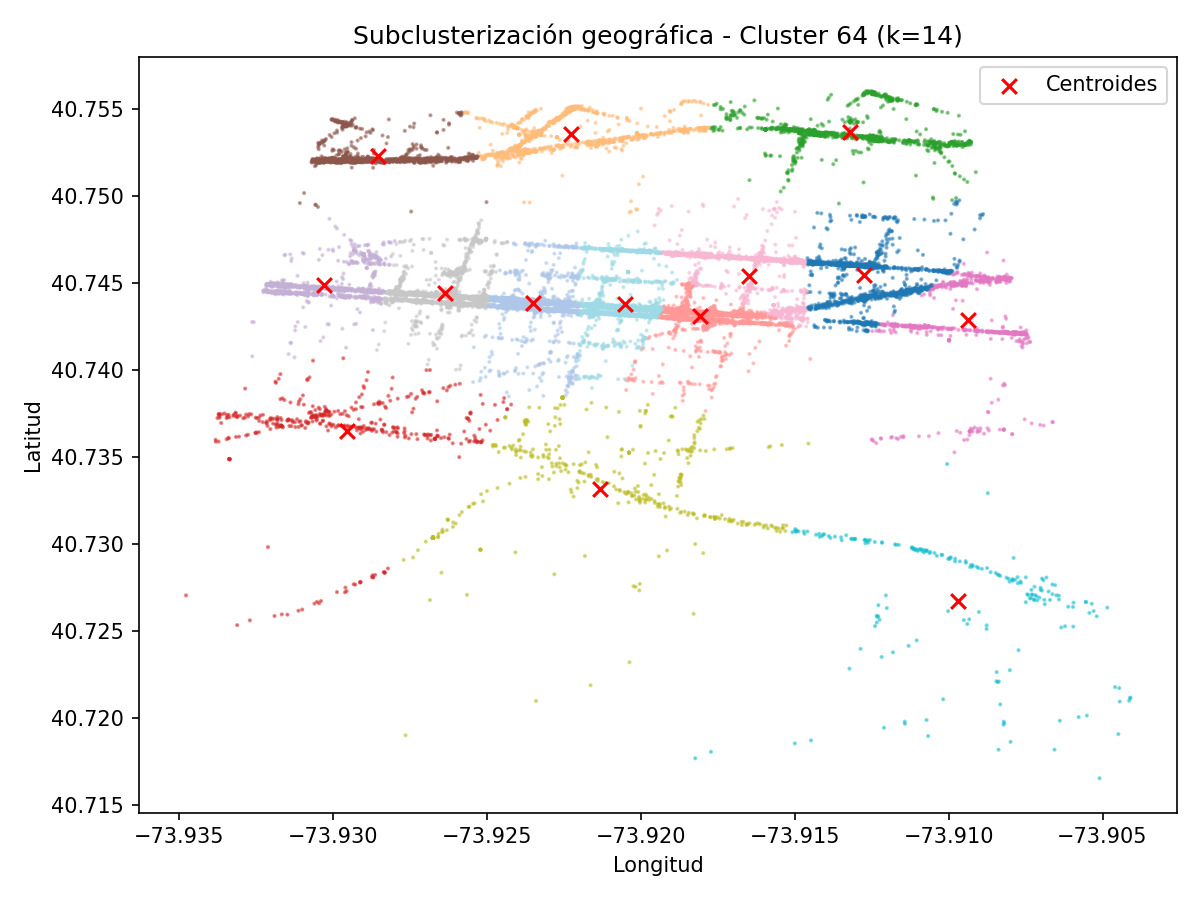 Subclusterización geográfica - Cluster 64 (k=14)
Centroides
40.755
40.750
40.745
40.740
40.735
40.730
40.725
40.720
40.715
Latitud
−73.935 −73.930 −73.925 −73.920 −73.915 −73.910 −73.905
Longitud